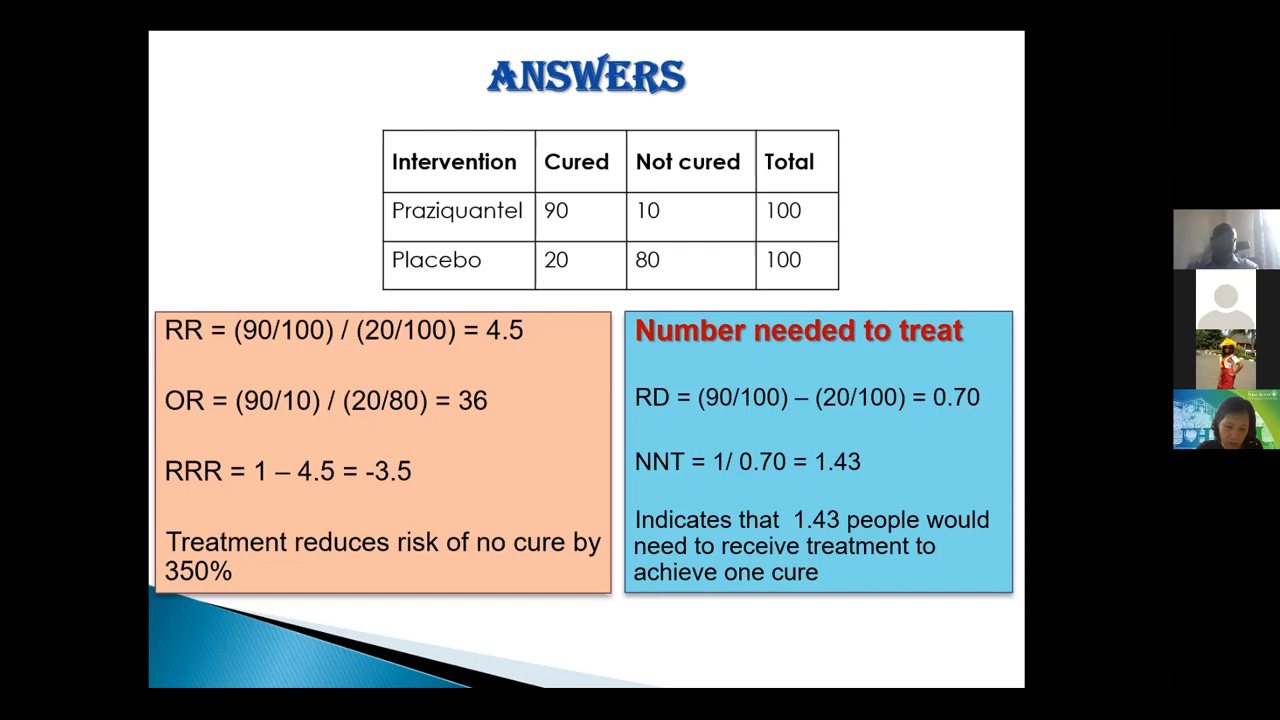 ANSWERS
Intervention Cured Not cured Total
Praziquantel 90 10 100
Placebo 20 80 100
RR = (90/100) / (20/100) = 4.5
OR = (90/10) / (20/80) = 36
RRR = 1 – 4.5 = -3.5
Treatment reduces risk of no cure by
350%
Number needed to treat
RD = (90/100) – (20/100) = 0.70
NNT = 1/ 0.70 = 1.43
Indicates that 1.43 people would
need to receive treatment to
achieve one cure